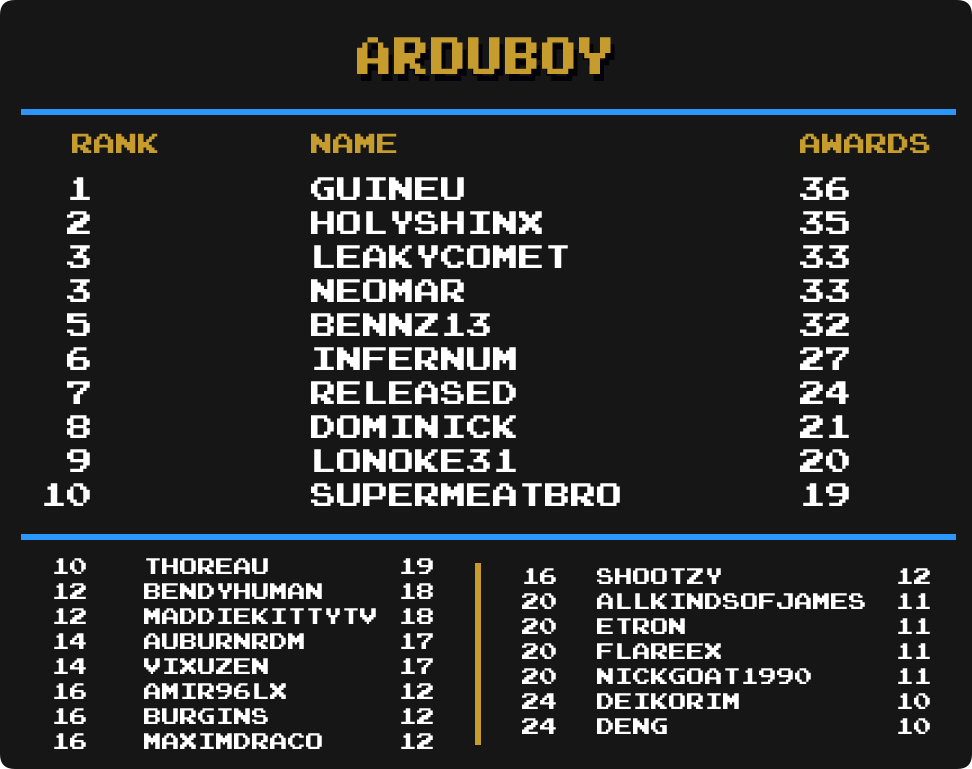 ARDUBOY
RANK NAME AWARDS
1 GUINEU 36
2 HOLYSHINX 35
3 LEAKYCOMET 33
3 NEOMAR 33
5 BENNZ13 32
6 INFERNUM 27
7 RELEASED 24
8 DOMINICK 21
9 LONOKE31 20
10 SUPERMEATBRO 19
10 THOREAU 19
12 BENDYHUMAN 18
12 MADDIEKITTYTV 18
14 AUBURNRDM 17
14 VIXUZEN 17
16 AMIR96LX 12
16 BURGINS 12
16 MAXIMDRACO 12
16 SHOOTZY 12
20 ALLKINDSOFJAMES 11
20 ETRON 11
20 FLAREEX 11
20 NICKGOAT1990 11
24 DEIKORIM 10
24 DENG 10